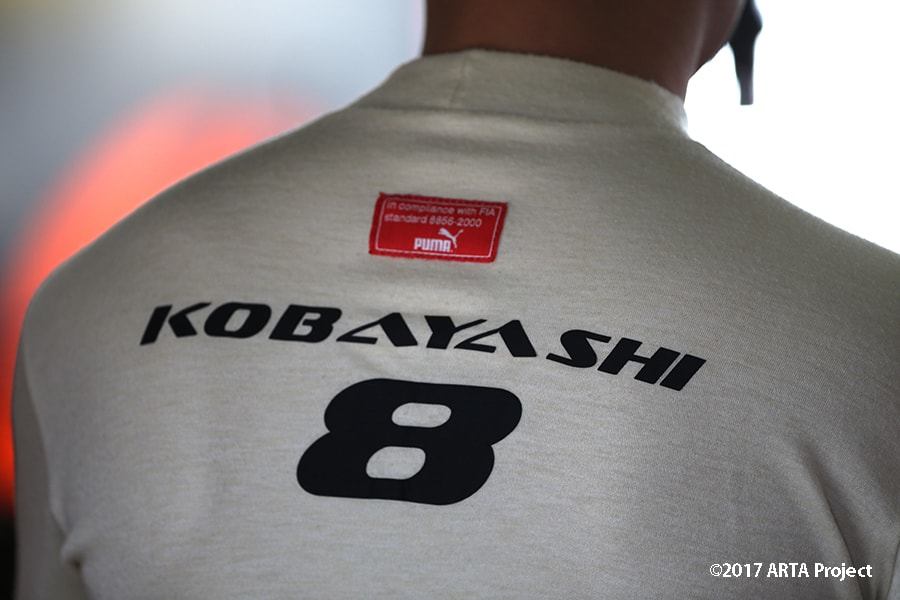 in compliance with FIA
standard 8856-2000
PUMA
KOBAYASHI
8
©2017 ARTA Project